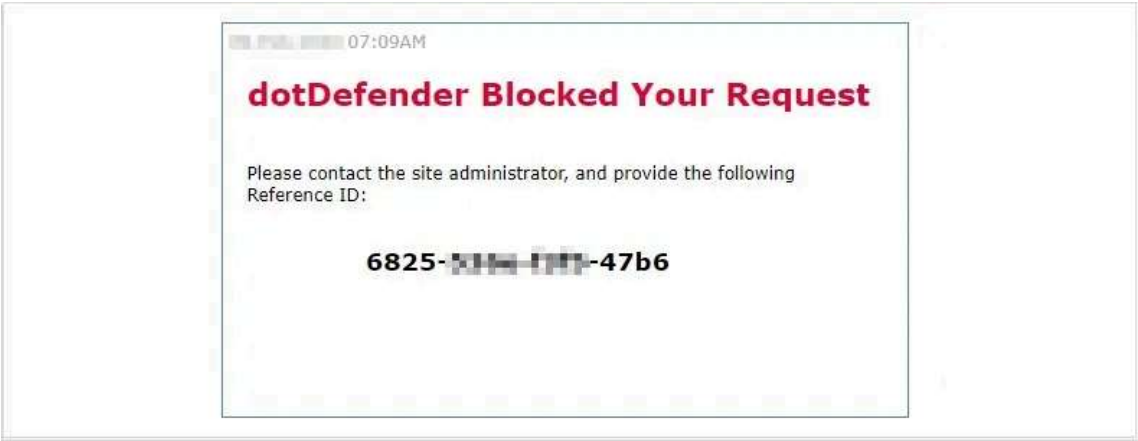 07:09AM
dotDefender Blocked Your Request
Please contact the site administrator, and provide the following
Reference ID:
6825- -47b6